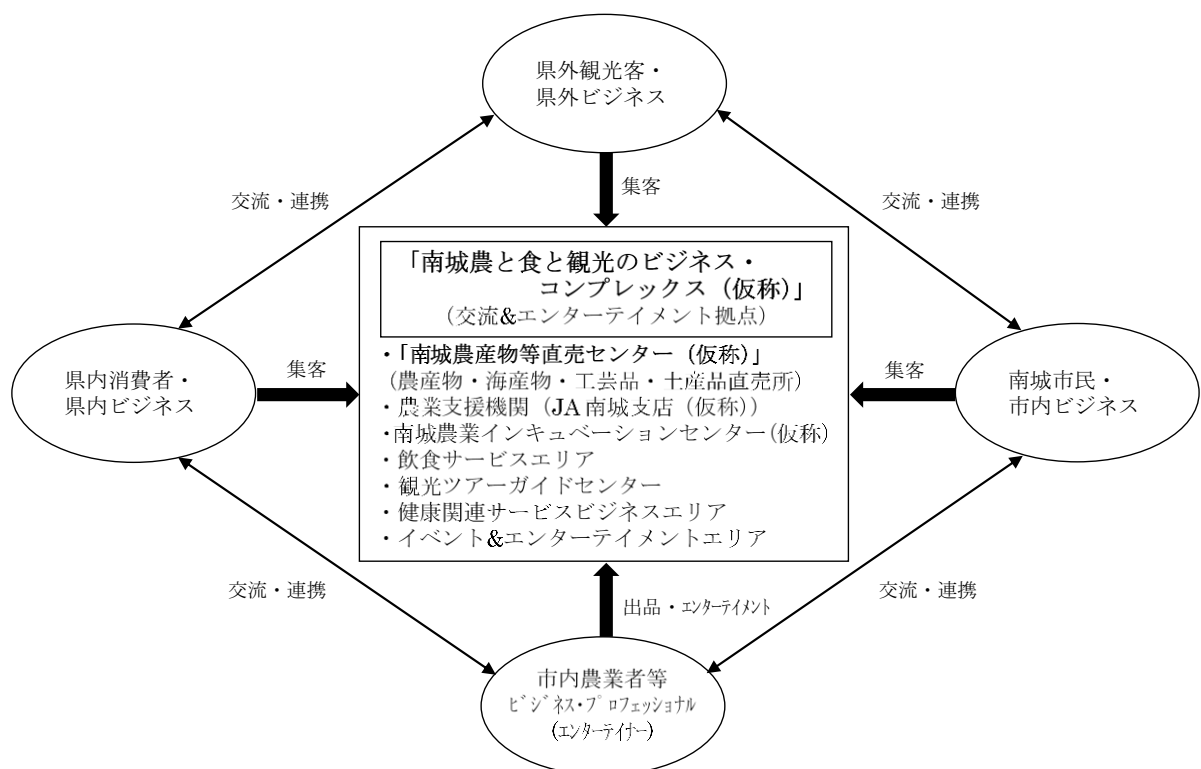 県外観光客・
県外ビジネス
集客
交流・連携
交流・連携
「南城農と食と観光のビジネス・
コンプレックス（仮称）」
（交流&エンターテイメント拠点）
・「南城農産物等直売センター（仮称）」
（農産物・海産物・工芸品・土産品直売所）
・農業支援機関（JA南城支店（仮称））
・南城農業インキュベーションセンター（仮称）
・飲食サービスエリア
・観光ツアーガイドセンター
・健康関連サービスビジネスエリア
・イベント&エンターテイメントエリア
県内消費者・
県内ビジネス
集客
集客
南城市民・
市内ビジネス
交流・連携
交流・連携
出品・エンターテイメント
市内農業者等
ビジネス・プロフェッショナル
(エンターテイナー)